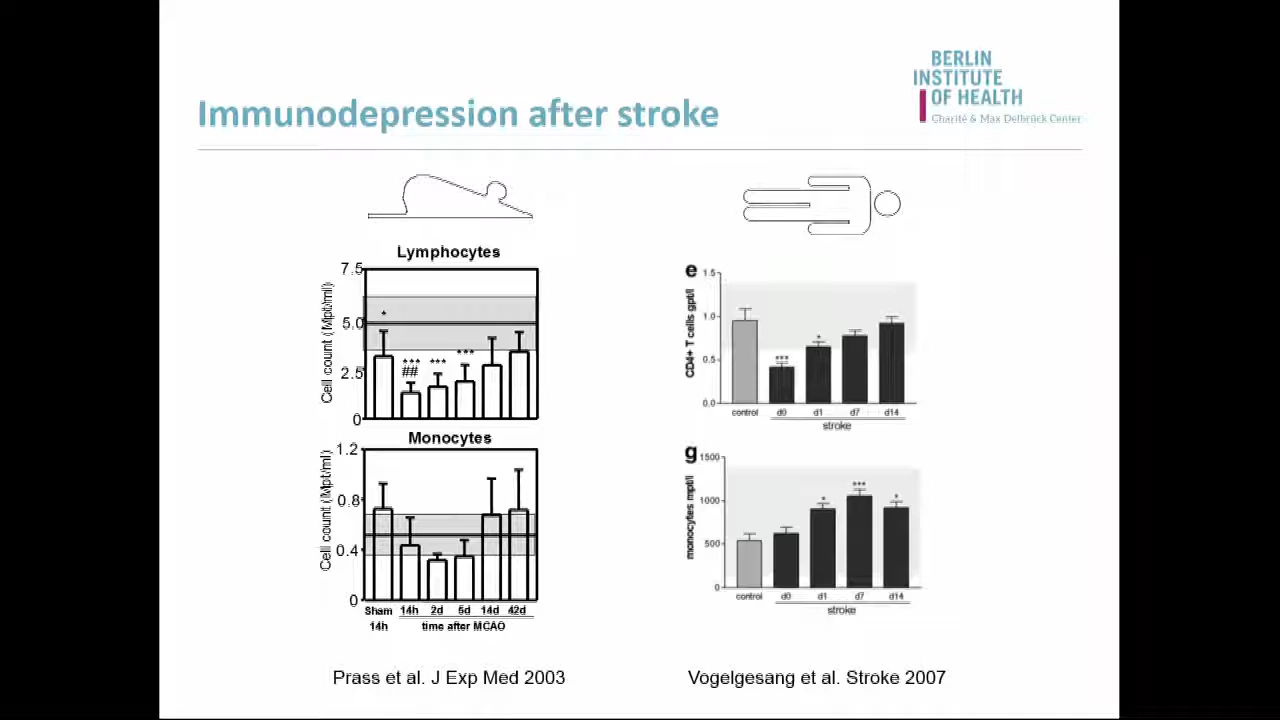 BERLIN
INSTITUTE
OF HEALTH
Charité & Max Delbrück Center
Immunodepression after stroke
Lymphocytes
Cell count (Mpt/ml)
7.5
5.0
2.5
0
*
***
##
***
***
Monocytes
Cell count (Mpt/ml)
1.2
0.8
0.4
0
Sham 14h 2d 5d 14d 42d
14h time after MCAO
Prass et al. J Exp Med 2003
e
CD4+ T cells gpt/l
1.5
1.0
0.5
0.0
***
*
control d0 d1 d7 d14
stroke
g
monocytes mpt/l
1500
1000
500
0
*
***
*
control d0 d1 d7 d14
stroke
Vogelgesang et al. Stroke 2007